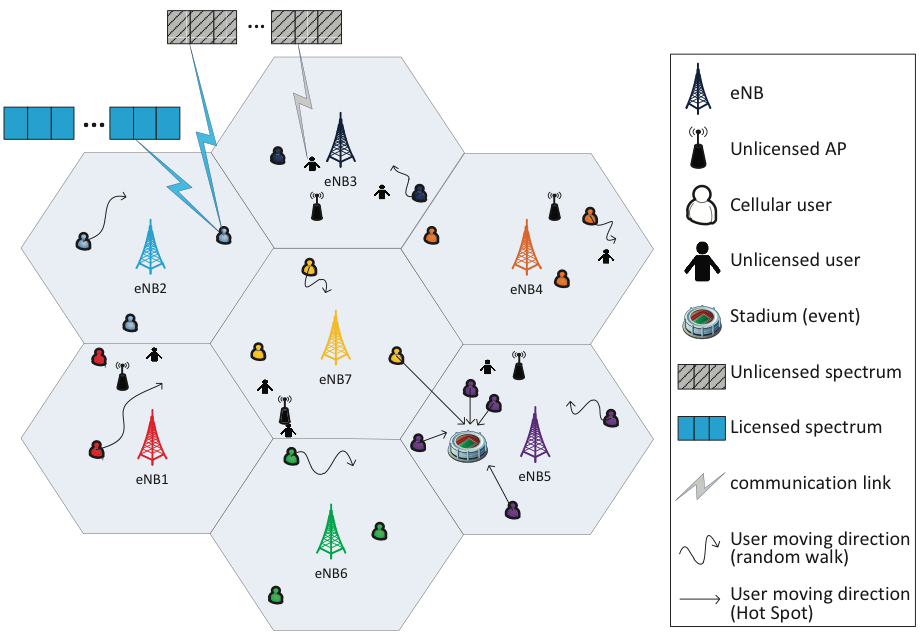 eNB3
eNB2
eNB4
eNB7
eNB1
eNB5
eNB6
eNB
Unlicensed AP
Cellular user
Unlicensed user
Stadium (event)
Unlicensed spectrum
Licensed spectrum
communication link
User moving direction
(random walk)
User moving direction
(Hot Spot)